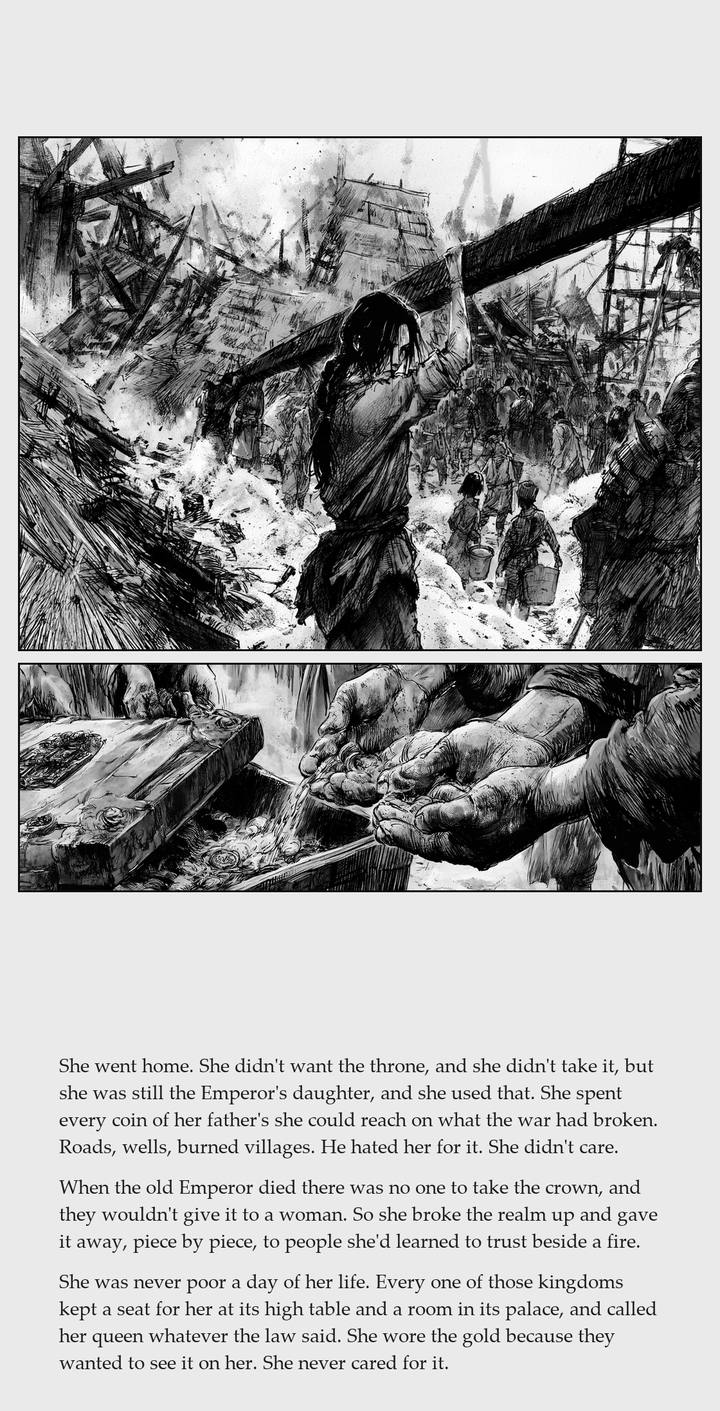 She went home. She didn't want the throne, and she didn't take it, but
she was still the Emperor's daughter, and she used that. She spent
every coin of her father's she could reach on what the war had broken.
Roads, wells, burned villages. He hated her for it. She didn't care.
When the old Emperor died there was no one to take the crown, and
they wouldn't give it to a woman. So she broke the realm up and gave
it away, piece by piece, to people she'd learned to trust beside a fire.
She was never poor a day of her life. Every one of those kingdoms
kept a seat for her at its high table and a room in its palace, and called
her queen whatever the law said. She wore the gold because they
wanted to see it on her. She never cared for it.